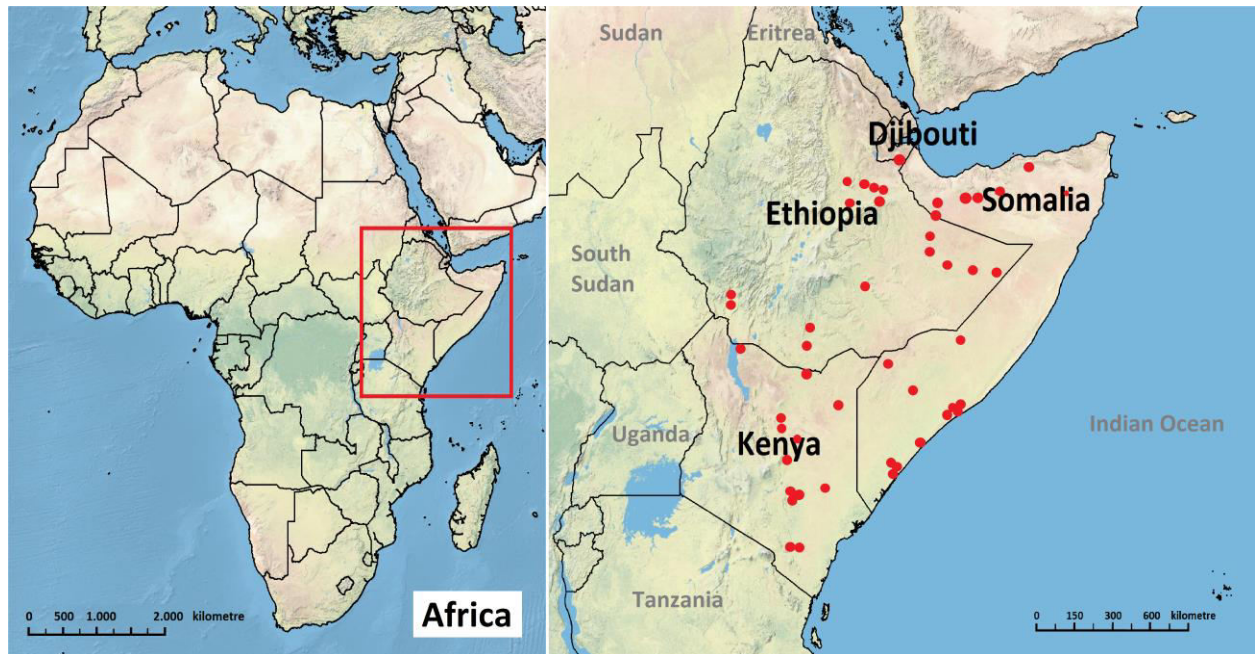 0 500 1.000 2.000 kilometre
Africa
Sudan
Eritrea
Djibouti
Somalia
Ethiopia
South
Sudan
Uganda
Kenya
Indian Ocean
Tanzania
0 150 300 600 kilometre